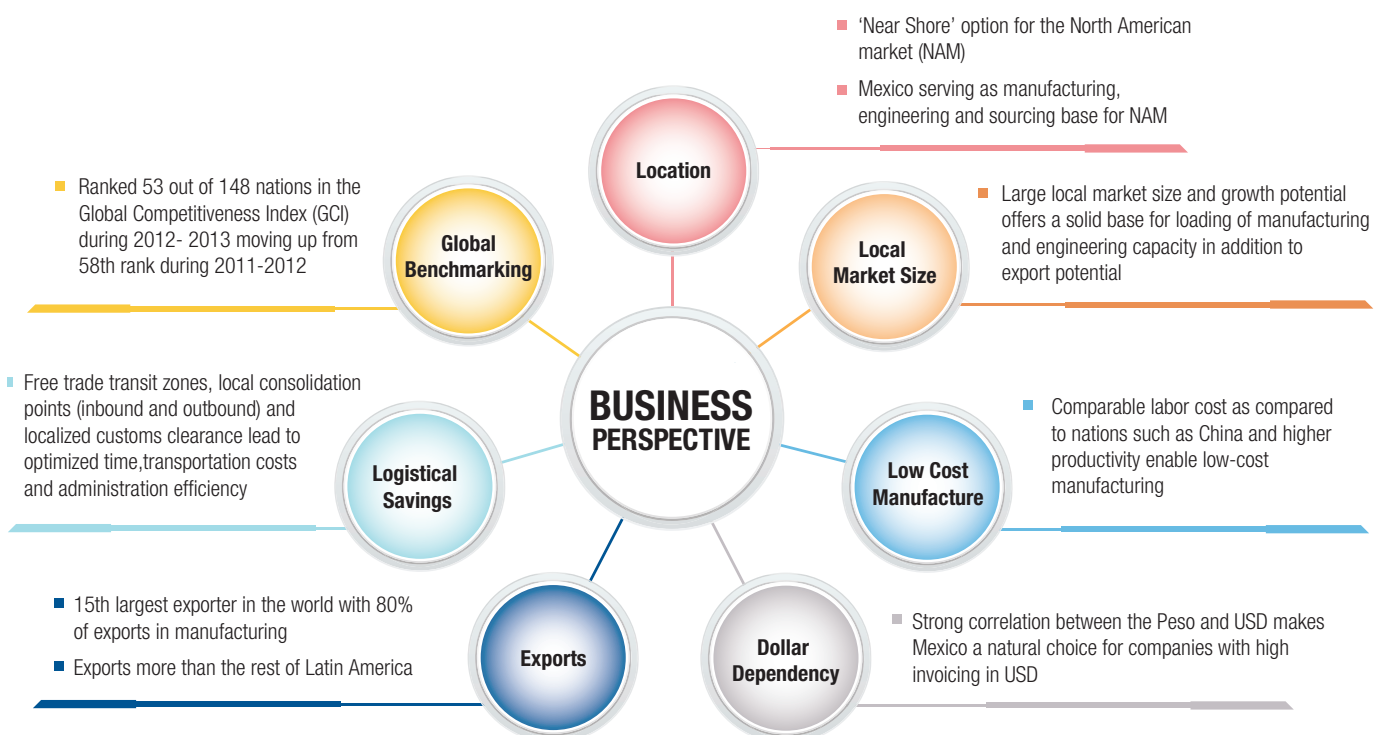 ‘Near Shore’ option for the North American
market (NAM)
Mexico serving as manufacturing,
engineering and sourcing base for NAM
Location
Ranked 53 out of 148 nations in the
Global Competitiveness Index (GCI)
during 2012- 2013 moving up from
58th rank during 2011-2012
Global
Benchmarking
Local
Market Size
Large local market size and growth potential
offers a solid base for loading of manufacturing
and engineering capacity in addition to
export potential
BUSINESS
PERSPECTIVE
Free trade transit zones, local consolidation
points (inbound and outbound) and
localized customs clearance lead to
optimized time,transportation costs
and administration efficiency
Logistical
Savings
Low Cost
Manufacture
Comparable labor cost as compared
to nations such as China and higher
productivity enable low-cost
manufacturing
15th largest exporter in the world with 80%
of exports in manufacturing
Exports more than the rest of Latin America
Exports
Dollar
Dependency
Strong correlation between the Peso and USD makes
Mexico a natural choice for companies with high
invoicing in USD